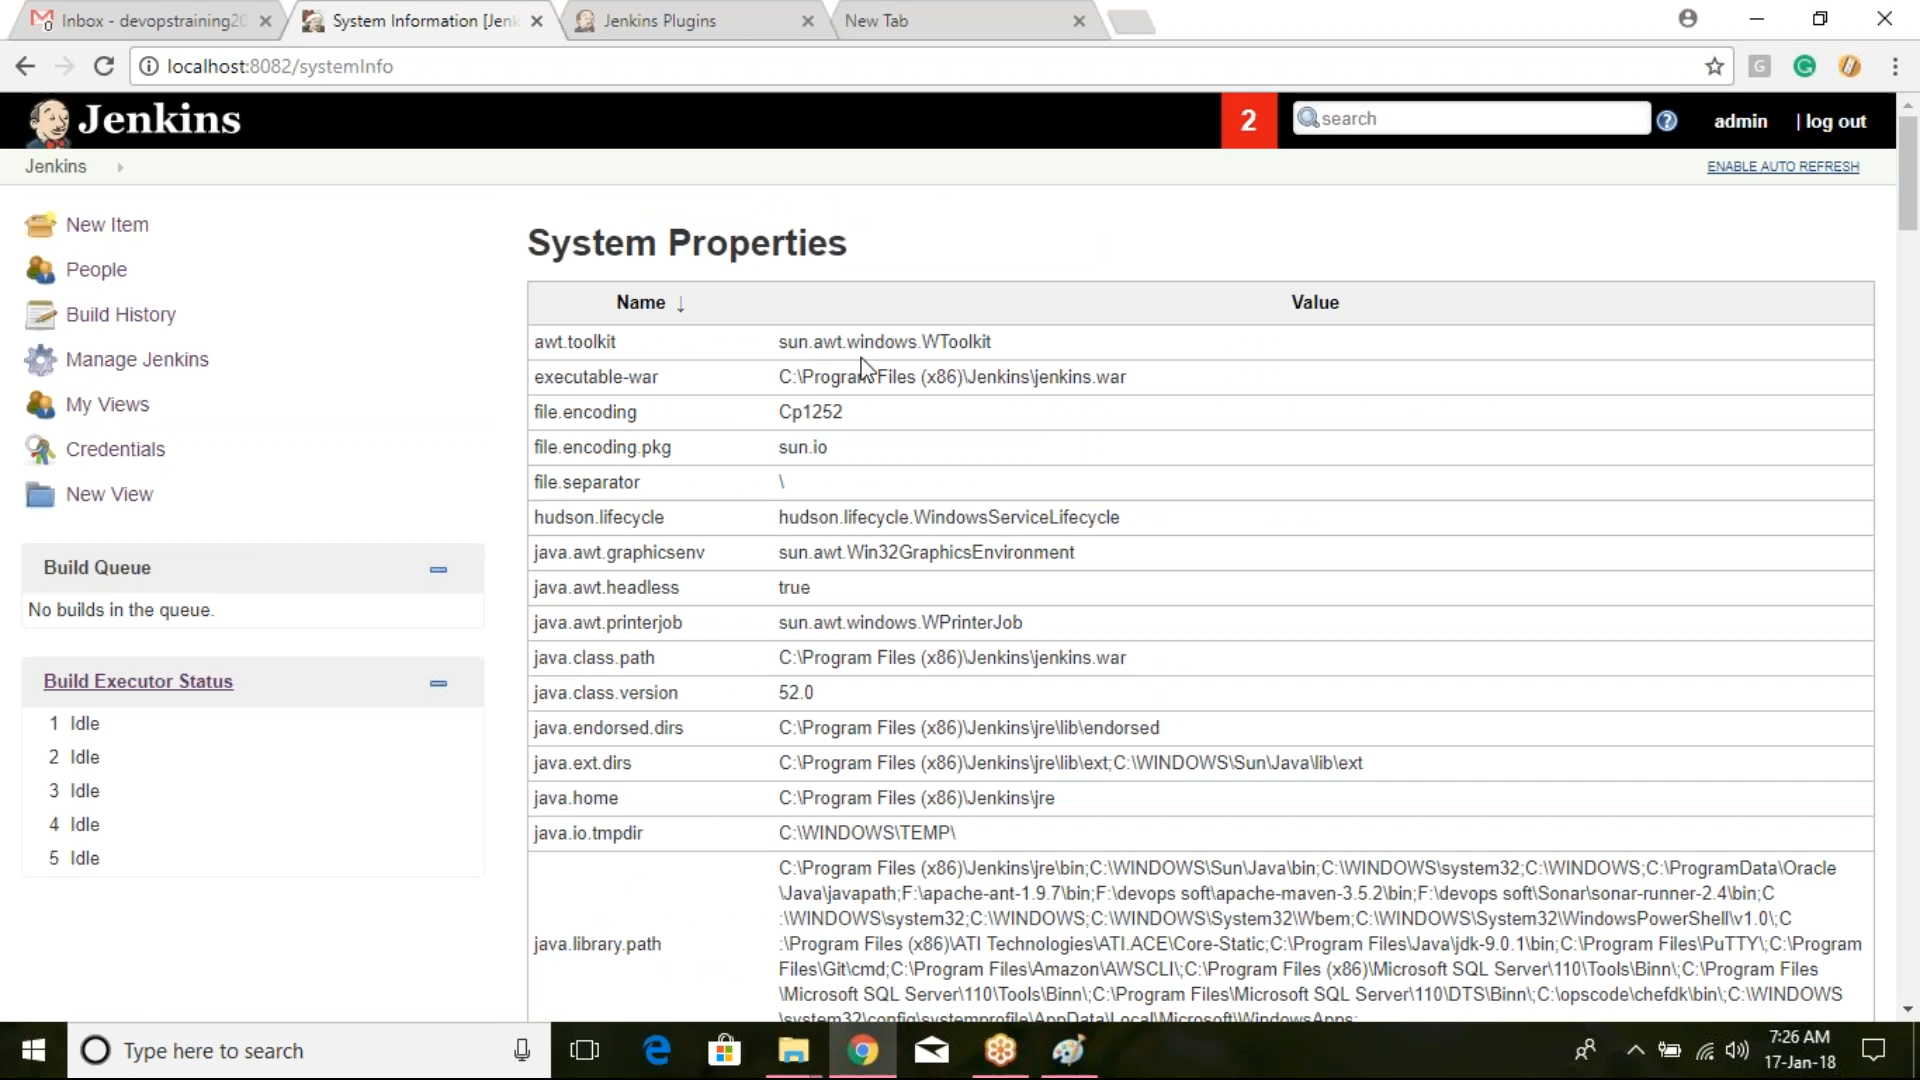 Inbox - devopstraining20
System Information [Jenk
Jenkins Plugins
New Tab
localhost:8082/systemInfo
Jenkins
2
search
admin
| log out
Jenkins
ENABLE AUTO REFRESH
New Item
People
Build History
Manage Jenkins
My Views
Credentials
New View
Build Queue
No builds in the queue.
Build Executor Status
1 Idle
2 Idle
3 Idle
4 Idle
5 Idle
System Properties
Name ↓ Value
awt.toolkit sun.awt.windows.WToolkit
executable-war C:\Program Files (x86)\Jenkins\jenkins.war
file.encoding Cp1252
file.encoding.pkg sun.io
file.separator \
hudson.lifecycle hudson.lifecycle.WindowsServiceLifecycle
java.awt.graphicsenv sun.awt.Win32GraphicsEnvironment
java.awt.headless true
java.awt.printerjob sun.awt.windows.WPrinterJob
java.class.path C:\Program Files (x86)\Jenkins\jenkins.war
java.class.version 52.0
java.endorsed.dirs C:\Program Files (x86)\Jenkins\jre\lib\endorsed
java.ext.dirs C:\Program Files (x86)\Jenkins\jre\lib\ext;C:\WINDOWS\Sun\Java\lib\ext
java.home C:\Program Files (x86)\Jenkins\jre
java.io.tmpdir C:\WINDOWS\TEMP\
java.library.path
C:\Program Files (x86)\Jenkins\jre\bin;C:\WINDOWS\Sun\Java\bin;C:\WINDOWS\system32;C:\WINDOWS;C:\ProgramData\Oracle
\Java\javapath;F:\apache-ant-1.9.7\bin;F:\devops soft\apache-maven-3.5.2\bin;F:\devops soft\Sonar\sonar-runner-2.4\bin;C
:\WINDOWS\system32;C:\WINDOWS;C:\WINDOWS\System32\Wbem;C:\WINDOWS\System32\WindowsPowerShell\v1.0\;C
:\Program Files (x86)\ATI Technologies\ATI.ACE\Core-Static;C:\Program Files\Java\jdk-9.0.1\bin;C:\Program Files\PuTTY\;C:\Program
Files\Git\cmd;C:\Program Files\Amazon\AWSCLI\;C:\Program Files (x86)\Microsoft SQL Server\110\Tools\Binn\;C:\Program Files
\Microsoft SQL Server\110\Tools\Binn\;C:\Program Files\Microsoft SQL Server\110\DTS\Binn\;C:\opscode\chefdk\bin\;C:\WINDOWS
\system32\config\systemprofile\AppData\Local\Microsoft\WindowsApps;
Type here to search
7:26 AM
17-Jan-18